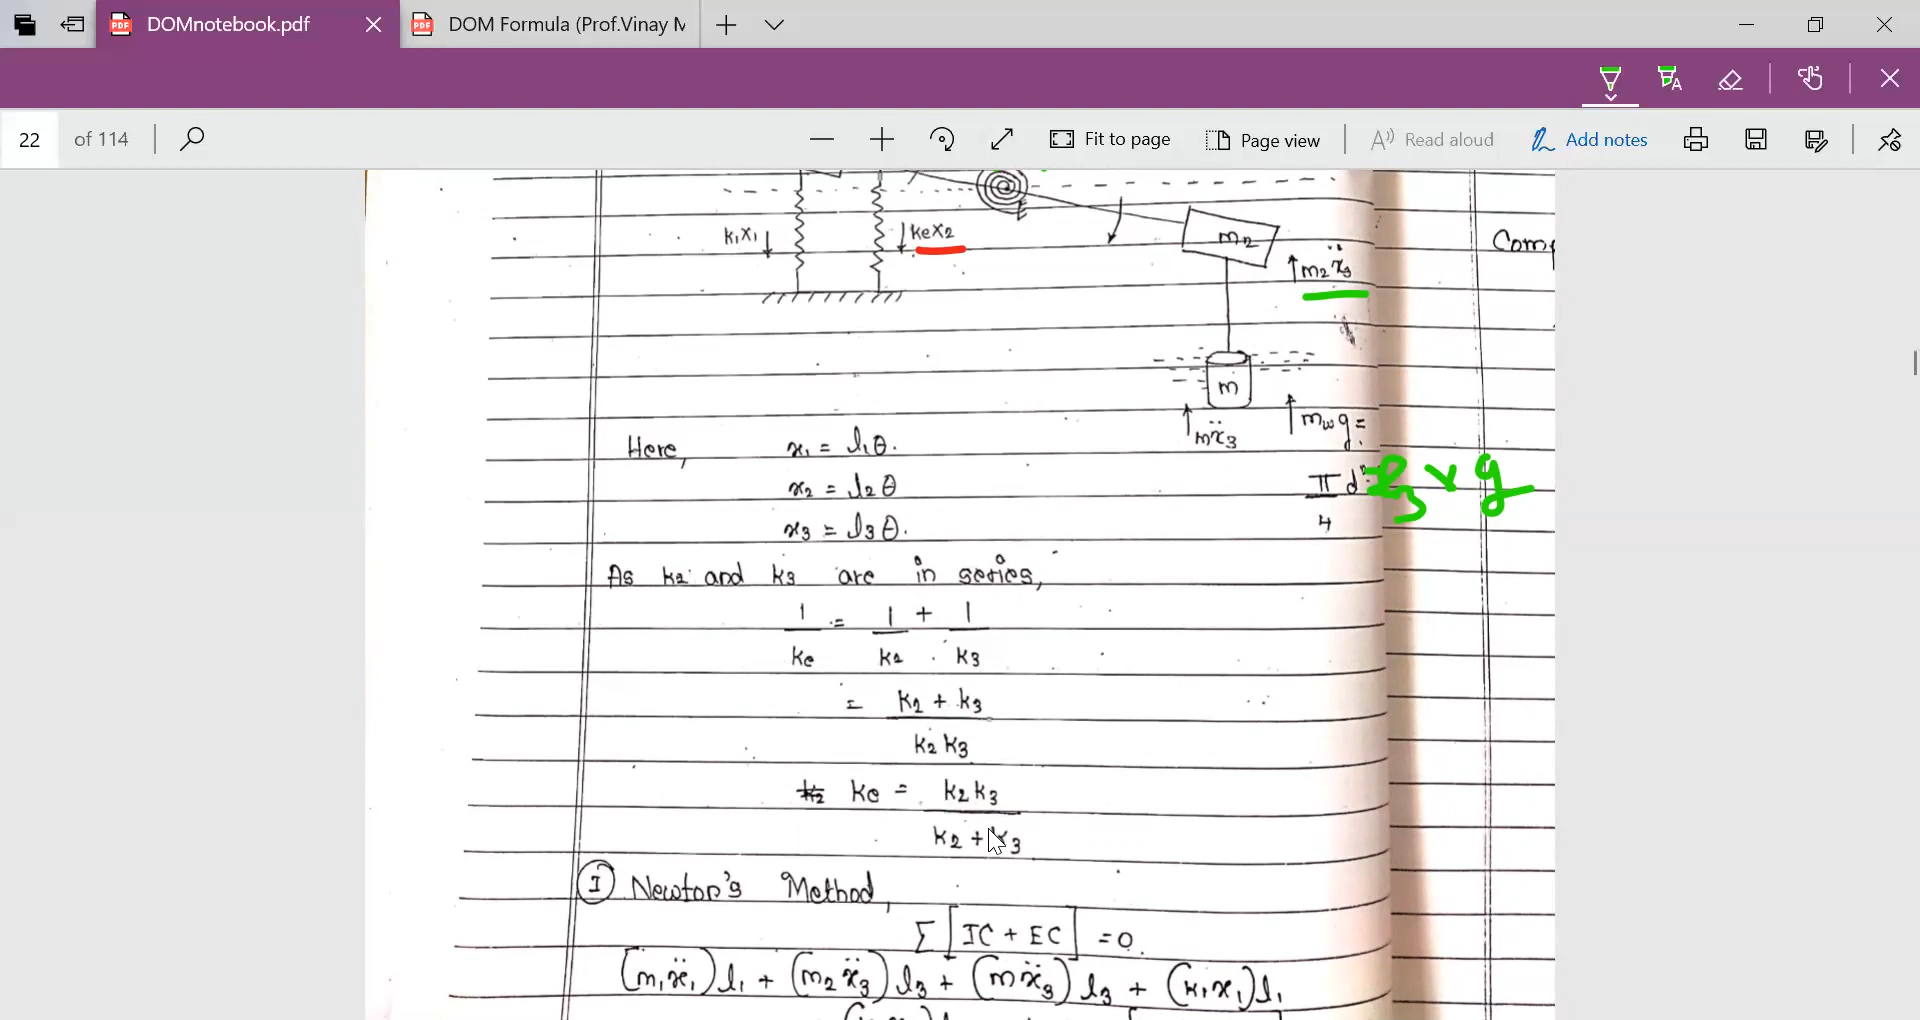 DOMnotebook.pdf
DOM Formula (Prof.Vinay M
22 of 114
Fit to page
Page view
Read aloud
Add notes
k₁x₁
kex₂
m₂
m₂ẍ₃
m
mẍ₃
mwg =
π/4 d²
x g
Comp
Here, x₁ = l₁θ.
x₂ = l₂θ
x₃ = l₃θ.
As k₂ and k₃ are in series,
1/ke = 1/k₂ + 1/k₃
= k₂ + k₃ / k₂k₃
ke = k₂k₃ / k₂ + k₃
I Newton's Method,
Σ [IC + EC] = 0.
(m₁ẍ₁)l₁ + (m₂ẍ₃)l₃ + (mẍ₃)l₃ + (k₁x₁)l₁